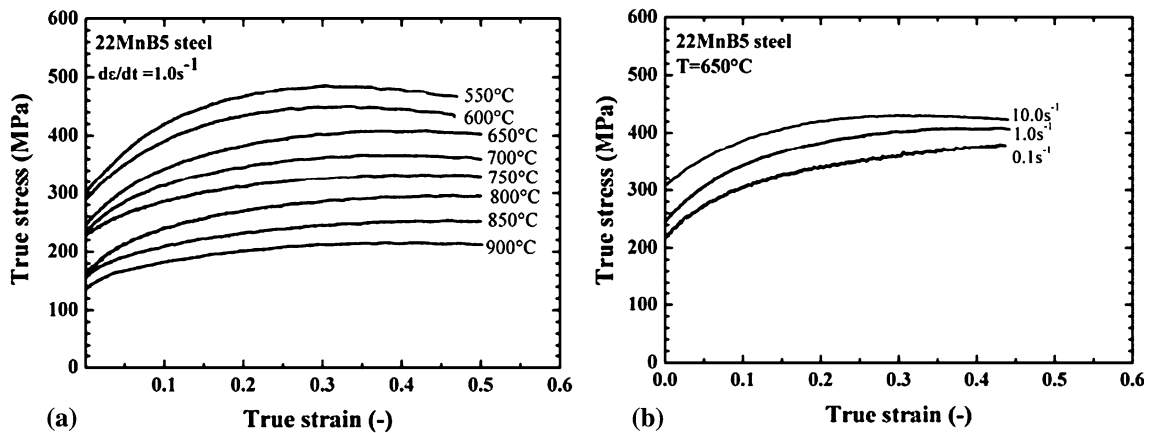 22MnB5 steel
dε/dt =1.0s⁻¹
True stress (MPa)
600
500
400
300
200
100
0
550°C
600°C
650°C
700°C
750°C
800°C
850°C
900°C
0.1 0.2 0.3 0.4 0.5 0.6
True strain (-)
(a)
22MnB5 steel
T=650°C
True stress (MPa)
600
500
400
300
200
100
0
10.0s⁻¹
1.0s⁻¹
0.1s⁻¹
0.0 0.1 0.2 0.3 0.4 0.5 0.6
True strain (-)
(b)